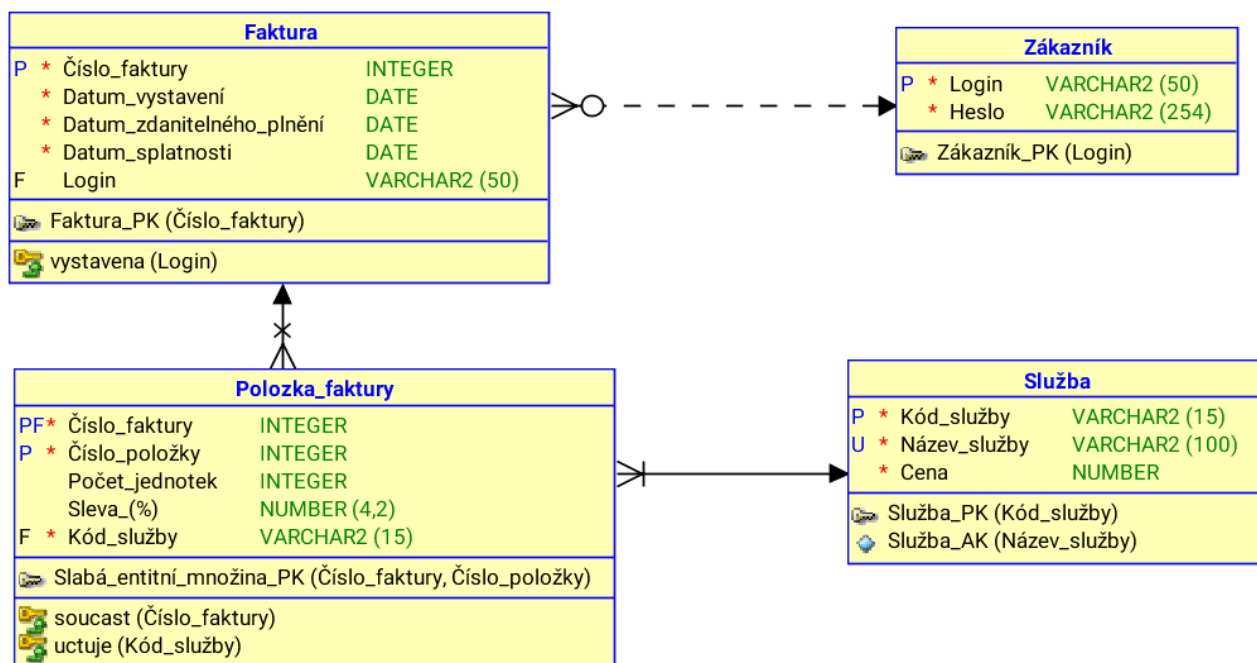 Faktura
P * Číslo_faktury INTEGER
* Datum_vystavení DATE
* Datum_zdanitelného_plnění DATE
* Datum_splatnosti DATE
F Login VARCHAR2 (50)
Faktura_PK (Číslo_faktury)
vystavena (Login)
Zákazník
P * Login VARCHAR2 (50)
* Heslo VARCHAR2 (254)
Zákazník_PK (Login)
Polozka_faktury
PF* Číslo_faktury INTEGER
P * Číslo_položky INTEGER
Počet_jednotek INTEGER
Sleva_(%) NUMBER (4,2)
F * Kód_služby VARCHAR2 (15)
Slabá_entitní_množina_PK (Číslo_faktury, Číslo_položky)
soucast (Číslo_faktury)
uctuje (Kód_služby)
Služba
P * Kód_služby VARCHAR2 (15)
U * Název_služby VARCHAR2 (100)
* Cena NUMBER
Služba_PK (Kód_služby)
Služba_AK (Název_služby)